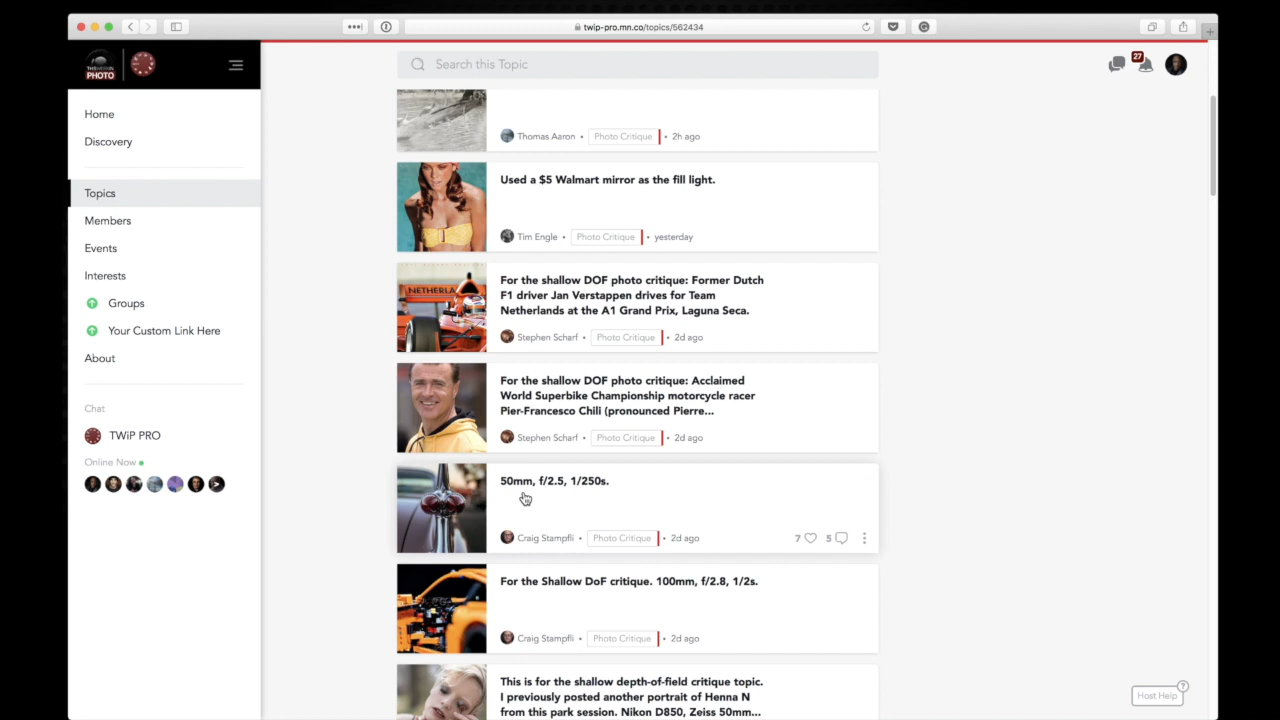 twip-pro.mn.co/topics/562434
THIS WEEK IN
PHOTO
Search this Topic
27
Home
Discovery
Topics
Members
Events
Interests
Groups
Your Custom Link Here
About
Chat
TWiP PRO
Online Now
Thomas Aaron • Photo Critique • 2h ago
Used a $5 Walmart mirror as the fill light.
Tim Engle • Photo Critique • yesterday
NETHERLA
For the shallow DOF photo critique: Former Dutch
F1 driver Jan Verstappen drives for Team
Netherlands at the A1 Grand Prix, Laguna Seca.
Stephen Scharf • Photo Critique • 2d ago
For the shallow DOF photo critique: Acclaimed
World Superbike Championship motorcycle racer
Pier-Francesco Chili (pronounced Pierre...
Stephen Scharf • Photo Critique • 2d ago
50mm, f/2.5, 1/250s.
Craig Stampfli • Photo Critique • 2d ago 7 5
For the Shallow DoF critique. 100mm, f/2.8, 1/2s.
Craig Stampfli • Photo Critique • 2d ago
This is for the shallow depth-of-field critique topic.
I previously posted another portrait of Henna N
from this park session. Nikon D850, Zeiss 50mm...
Host Help ?